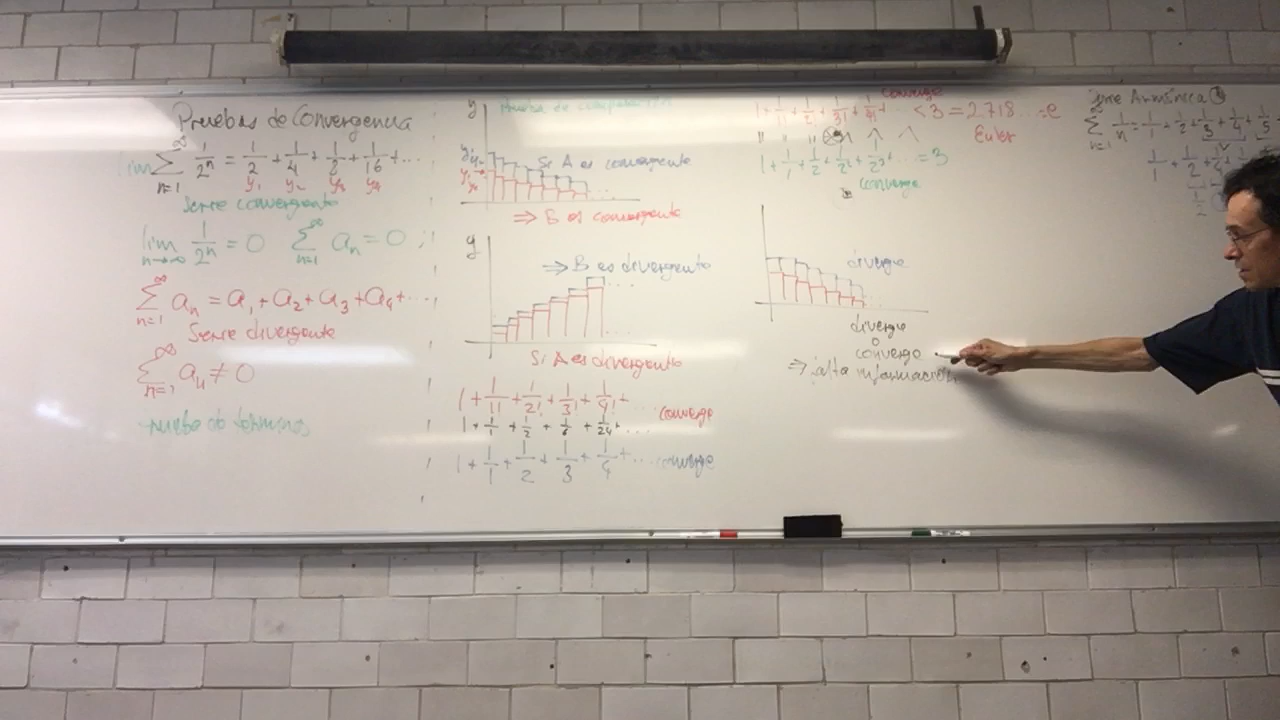 Pruebas de Convergencia
lim ∞ Σ n=1 1/2ⁿ = 1/2 + 1/4 + 1/2 + 1/16 + ...
y₁ y₂ y₃ y₄
Serie convergente
lim n→∞ 1/2ⁿ = 0 ∞ Σ n=1 aₙ = 0
∞ Σ n=1 aₙ = a₁ + a₂ + a₃ + a₄ + ...
Serie divergente
∞ Σ n=1 aₙ ≠ 0
Prueba de comparación
y
Si A es convergente
⇒ B es convergente
y
⇒ B es divergente
Si A es divergente
1 + 1/1! + 1/2! + 1/3! + 1/4! + ... converge
1 + 1/1 + 1/2 + 1/6 + 1/24 + ...
1 + 1/1 + 1/2 + 1/3 + 1/4 + ... converge
Converge
1 + 1/1! + 1/2! + 1/3! + 1/4! < 3 = 2.718...e
Euler
1 + 1/1 + 1/2 + 1/2² + 1/2³ = 3
converge
diverge
diverge
o
converge
⇒ falta información
Serie Armónica
∞ Σ n=1 1/n = 1/1 + 1/2 + 1/3 + 1/4 + 1/5
1/1 + 1/2 +
1/2